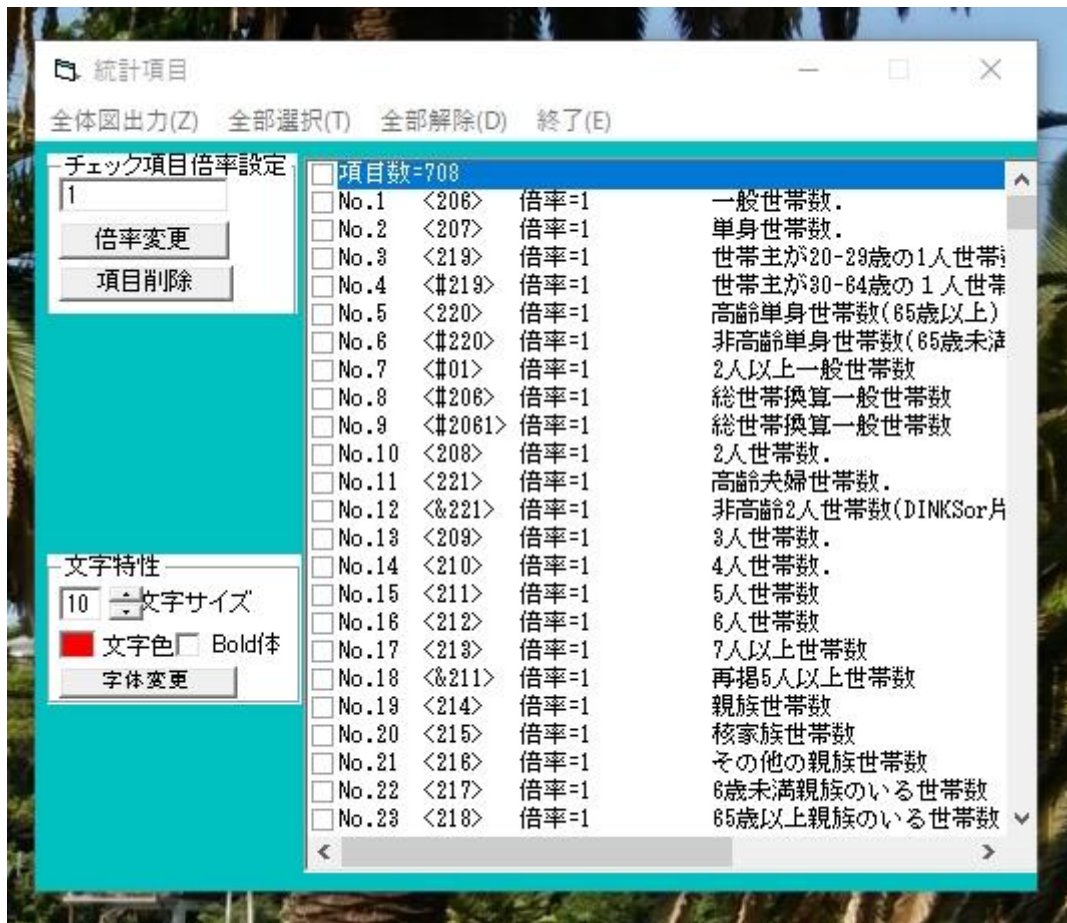 統計項目
全体図出力(Z) 全部選択(T) 全部解除(D) 終了(E)
チェック項目倍率設定
1
倍率変更
項目削除
文字特性
10 文字サイズ
文字色 Bold体
字体変更
項目数=708
No.1 <206> 倍率=1 一般世帯数.
No.2 <207> 倍率=1 単身世帯数.
No.3 <219> 倍率=1 世帯主が20-29歳の1人世帯
No.4 <#219> 倍率=1 世帯主が30-64歳の1人世帯
No.5 <220> 倍率=1 高齢単身世帯数(65歳以上)
No.6 <#220> 倍率=1 非高齢単身世帯数(65歳未満
No.7 <#01> 倍率=1 2人以上一般世帯数
No.8 <#206> 倍率=1 総世帯換算一般世帯数
No.9 <#2061> 倍率=1 総世帯換算一般世帯数
No.10 <208> 倍率=1 2人世帯数.
No.11 <221> 倍率=1 高齢夫婦世帯数.
No.12 <&221> 倍率=1 非高齢2人世帯数(DINKSor片
No.13 <209> 倍率=1 3人世帯数.
No.14 <210> 倍率=1 4人世帯数.
No.15 <211> 倍率=1 5人世帯数
No.16 <212> 倍率=1 6人世帯数
No.17 <213> 倍率=1 7人以上世帯数
No.18 <&211> 倍率=1 再掲5人以上世帯数
No.19 <214> 倍率=1 親族世帯数
No.20 <215> 倍率=1 核家族世帯数
No.21 <216> 倍率=1 その他の親族世帯数
No.22 <217> 倍率=1 6歳未満親族のいる世帯数
No.23 <218> 倍率=1 65歳以上親族のいる世帯数